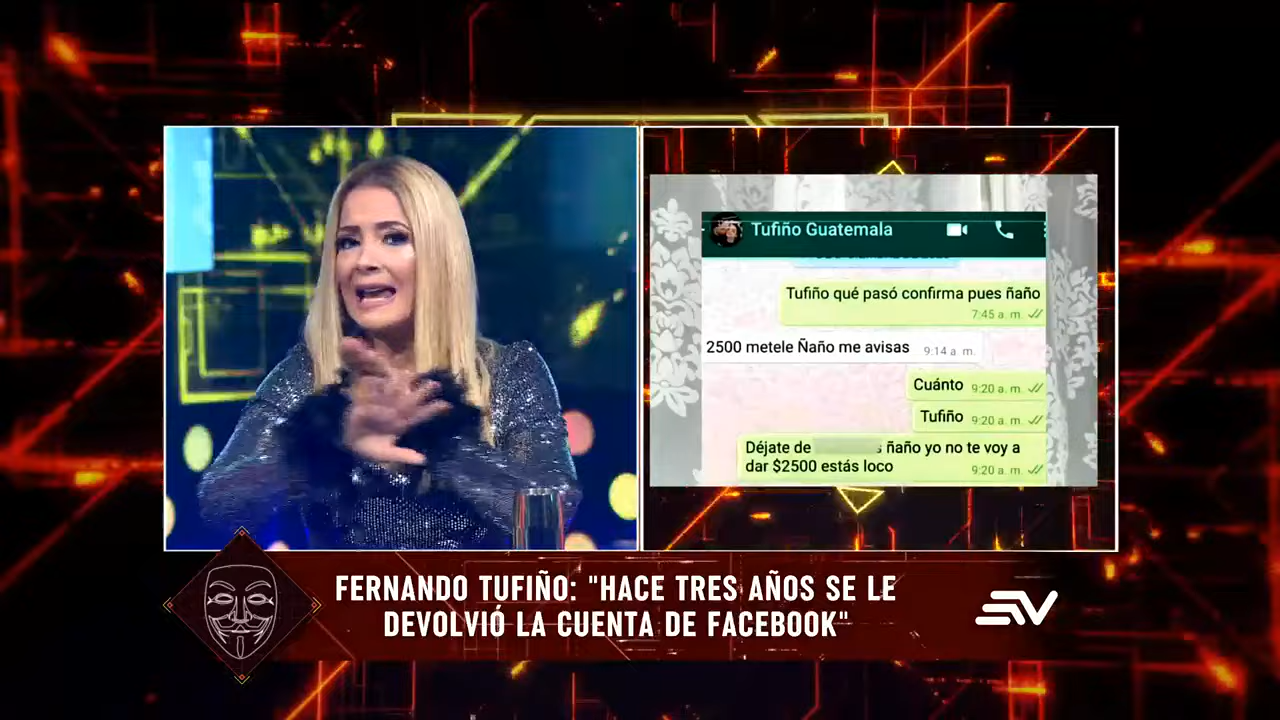 Tufiño Guatemala
Tufiño qué pasó confirma pues ñaño
7:45 a. m.
2500 metele Ñaño me avisas
9:14 a m.
Cuánto
9:20 a. m.
Tufiño
9:20 a. m.
Déjate de s ñaño yo no te voy a
dar $2500 estás loco
9:20 a. m.
FERNANDO TUFIÑO: "HACE TRES AÑOS SE LE
DEVOLVIÓ LA CUENTA DE FACEBOOK"